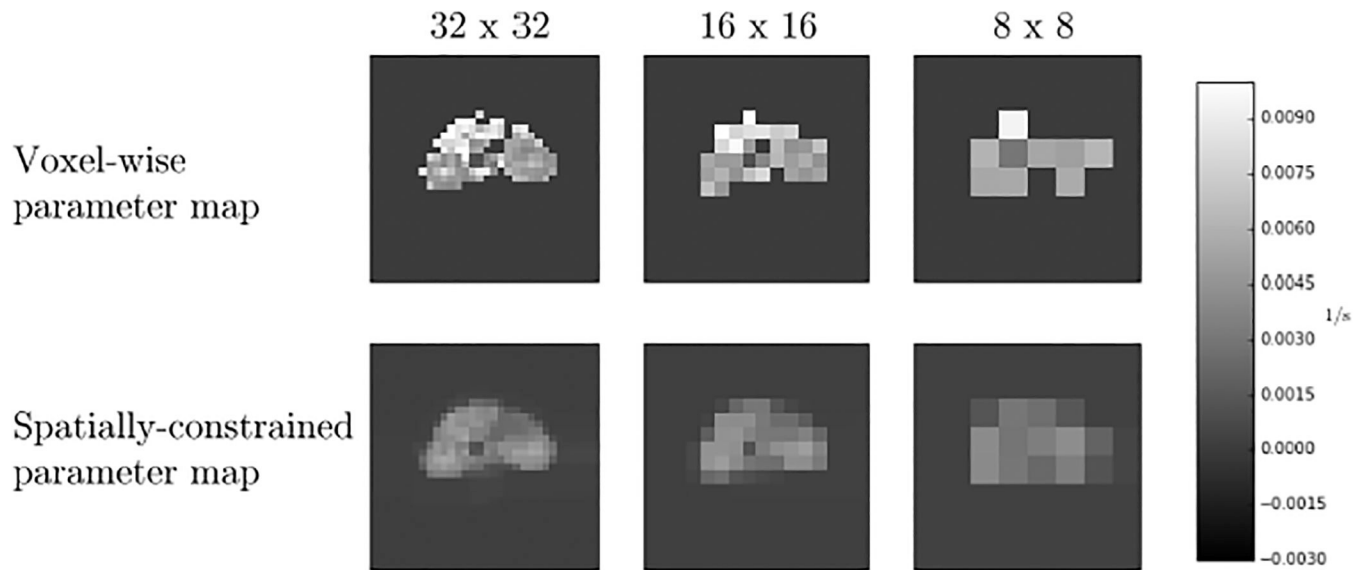 32 x 32
16 x 16
8 x 8
Voxel-wise
parameter map
Spatially-constrained
parameter map
0.0090
0.0075
0.0060
0.0045
0.0030
0.0015
0.0000
−0.0015
−0.0030
1/s